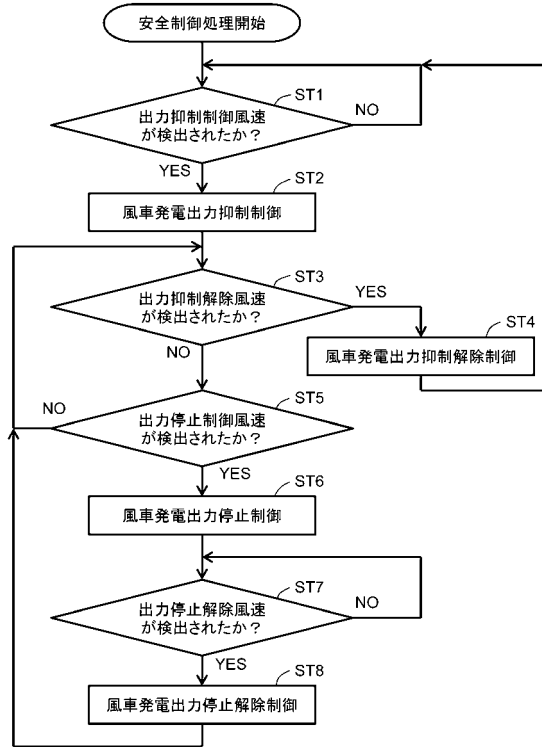 安全制御処理開始
ST1
出力抑制制御風速
が検出されたか？
NO
YES
ST2
風車発電出力抑制制御
ST3
出力抑制解除風速
が検出されたか？
YES
NO
ST4
風車発電出力抑制解除制御
ST5
NO
出力停止制御風速
が検出されたか？
YES
ST6
風車発電出力停止制御
ST7
出力停止解除風速
が検出されたか？
NO
YES
ST8
風車発電出力停止解除制御